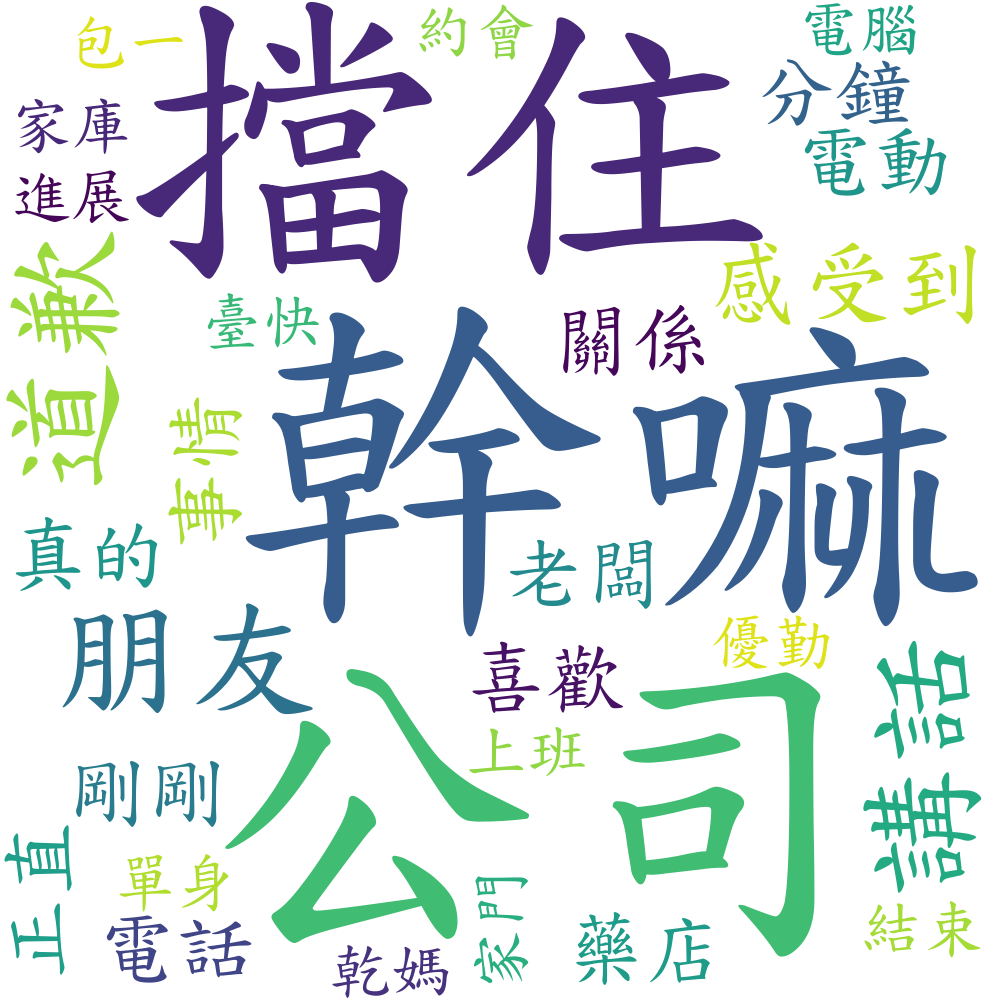 包一
約會
電腦
擋住
分鐘
家庫
電動
進展
道歉
感受到
臺快
關係
幹嘛
事情
真的
老闆
朋友
優勤
喜歡
講話
公司
上班
剛剛
正直
單身
電話
乾媽
家門
藥店
結束